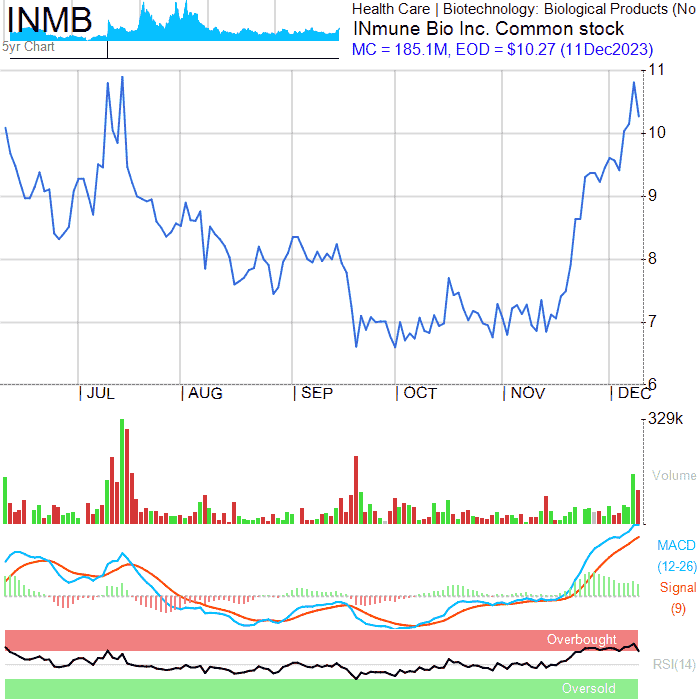 INMB
5yr Chart
Health Care | Biotechnology: Biological Products (No
INmune Bio Inc. Common stock
MC = 185.1M, EOD = $10.27 (11Dec2023)
11
10
9
8
7
6
JUL AUG SEP OCT NOV DEC
329k
Volume
MACD
(12-26)
Signal
(9)
Overbought
RSI(14)
Oversold